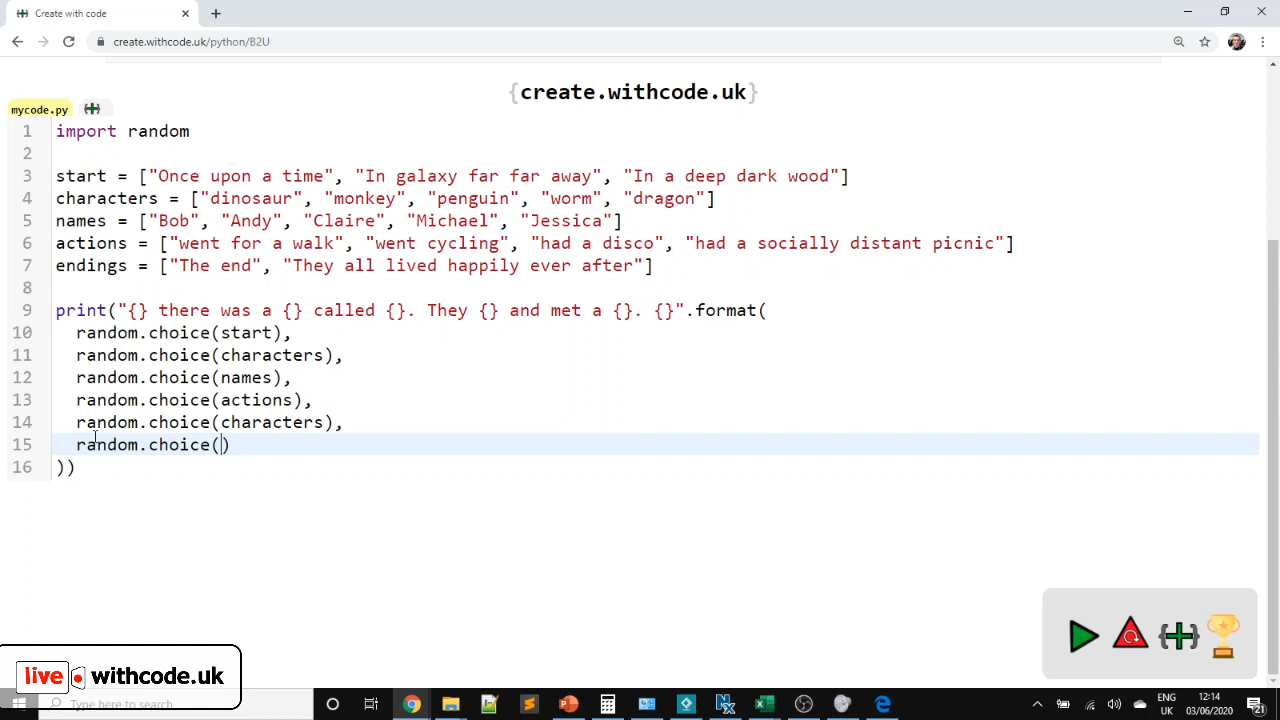 Create with code
create.withcode.uk/python/B2U
{create.withcode.uk}
mycode.py
1 import random
2
3 start = ["Once upon a time", "In galaxy far far away", "In a deep dark wood"]
4 characters = ["dinosaur", "monkey", "penguin", "worm", "dragon"]
5 names = ["Bob", "Andy", "Claire", "Michael", "Jessica"]
6 actions = ["went for a walk", "went cycling", "had a disco", "had a socially distant picnic"]
7 endings = ["The end", "They all lived happily ever after"]
8
9 print("{} there was a {} called {}. They {} and met a {}. {}".format(
10 random.choice(start),
11 random.choice(characters),
12 random.choice(names),
13 random.choice(actions),
14 random.choice(characters),
15 random.choice()
16 ))
live withcode.uk
Type here to search
ENG
UK
12:14
03/06/2020
21